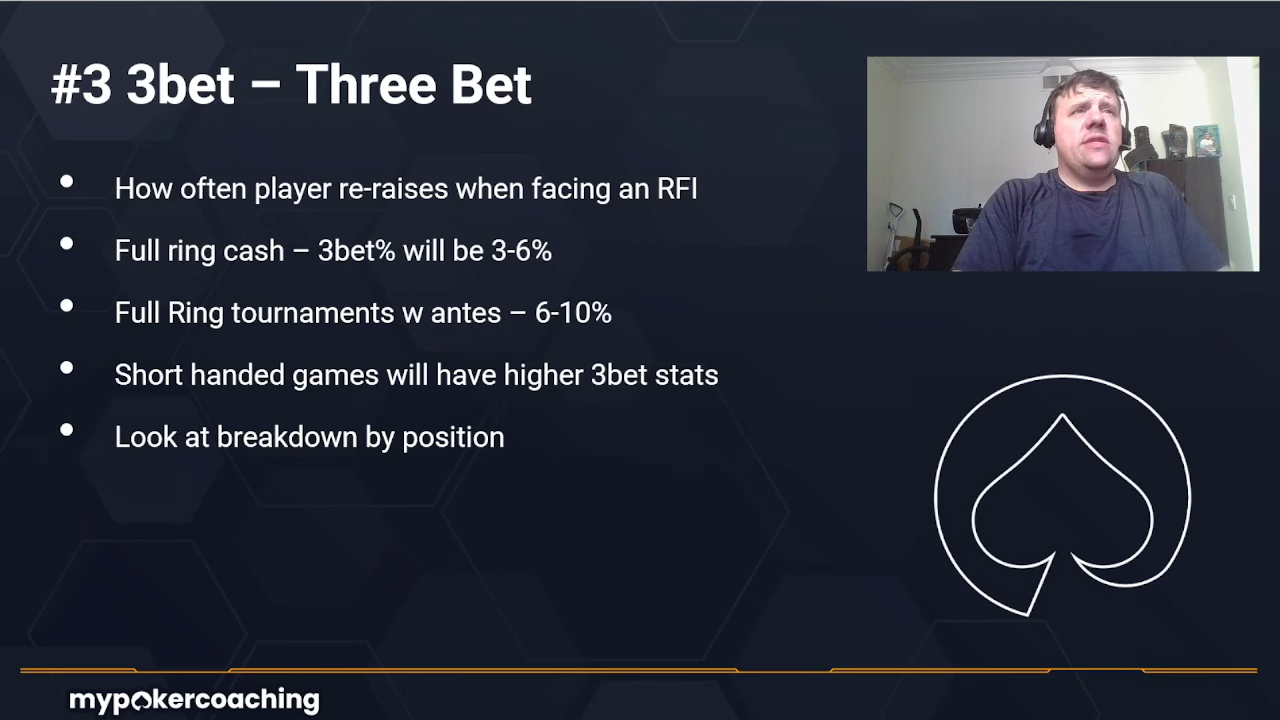 #3 3bet – Three Bet
How often player re-raises when facing an RFI
Full ring cash – 3bet% will be 3-6%
Full Ring tournaments w antes – 6-10%
Short handed games will have higher 3bet stats
Look at breakdown by position
mypokercoaching